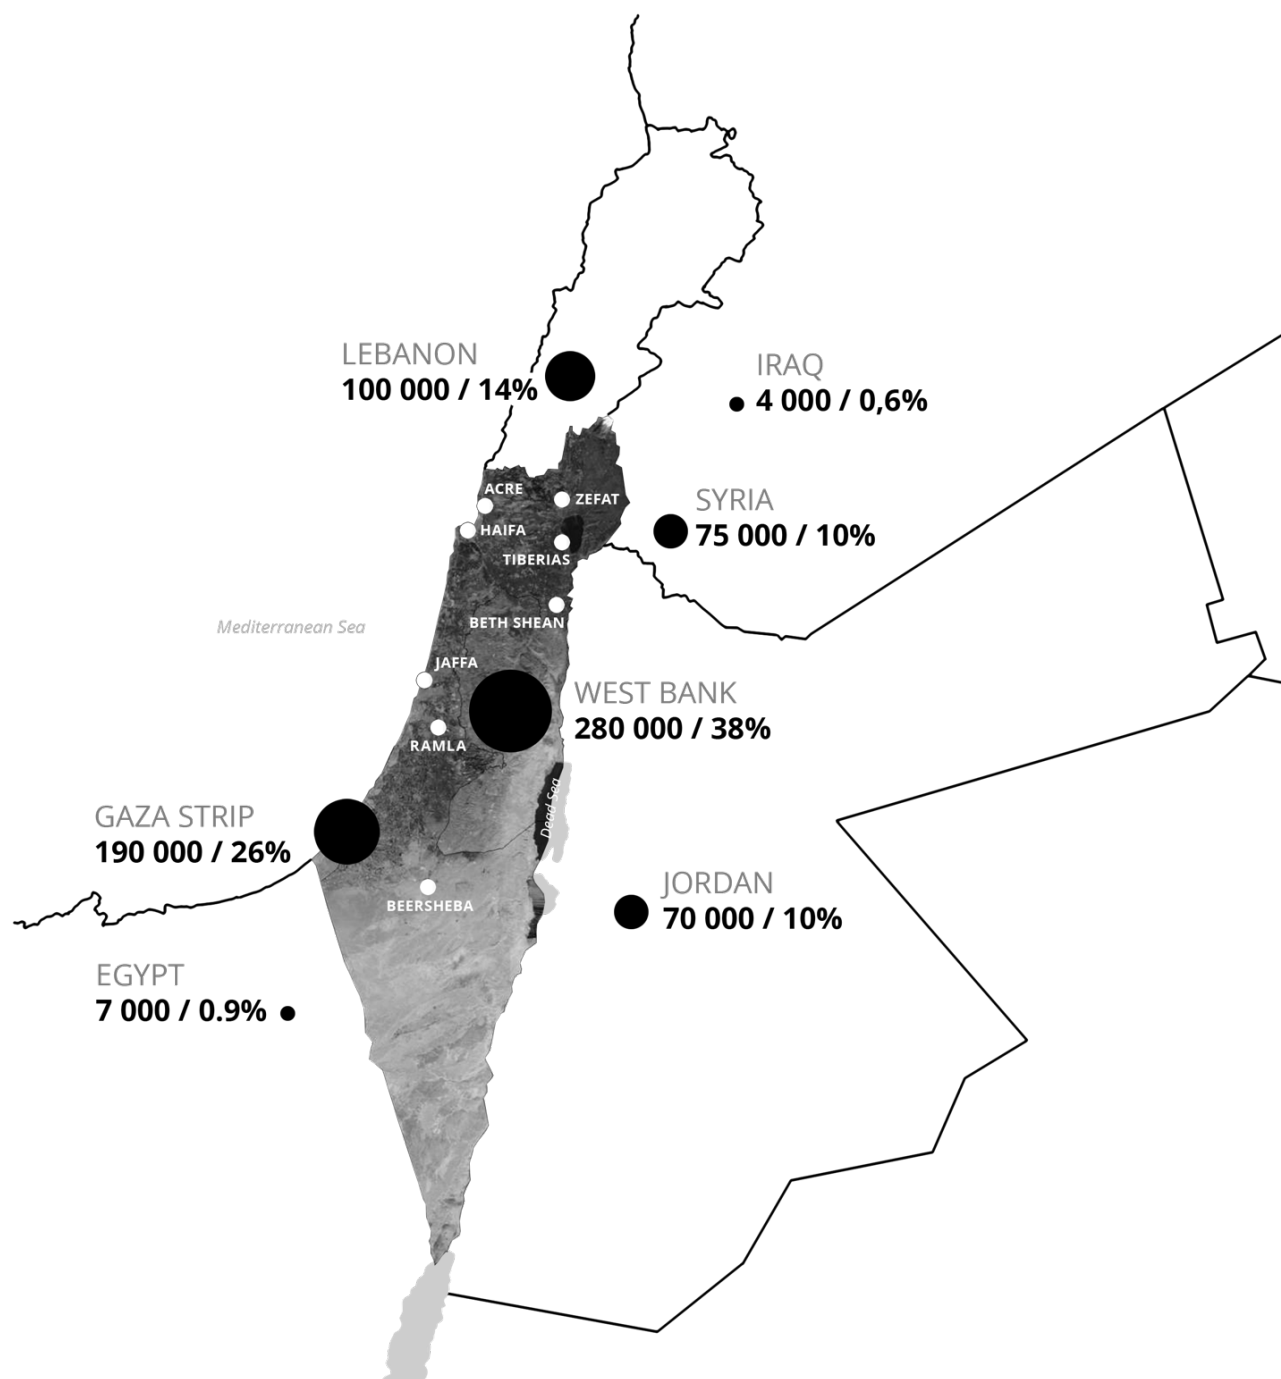 LEBANON
100 000 / 14%
IRAQ
4 000 / 0,6%
ACRE
ZEFAT
SYRIA
75 000 / 10%
HAIFA
TIBERIAS
Mediterranean Sea
BETH SHEAN
JAFFA
WEST BANK
280 000 / 38%
RAMLA
Dead Sea
GAZA STRIP
190 000 / 26%
JORDAN
70 000 / 10%
BEERSHEBA
EGYPT
7 000 / 0.9%